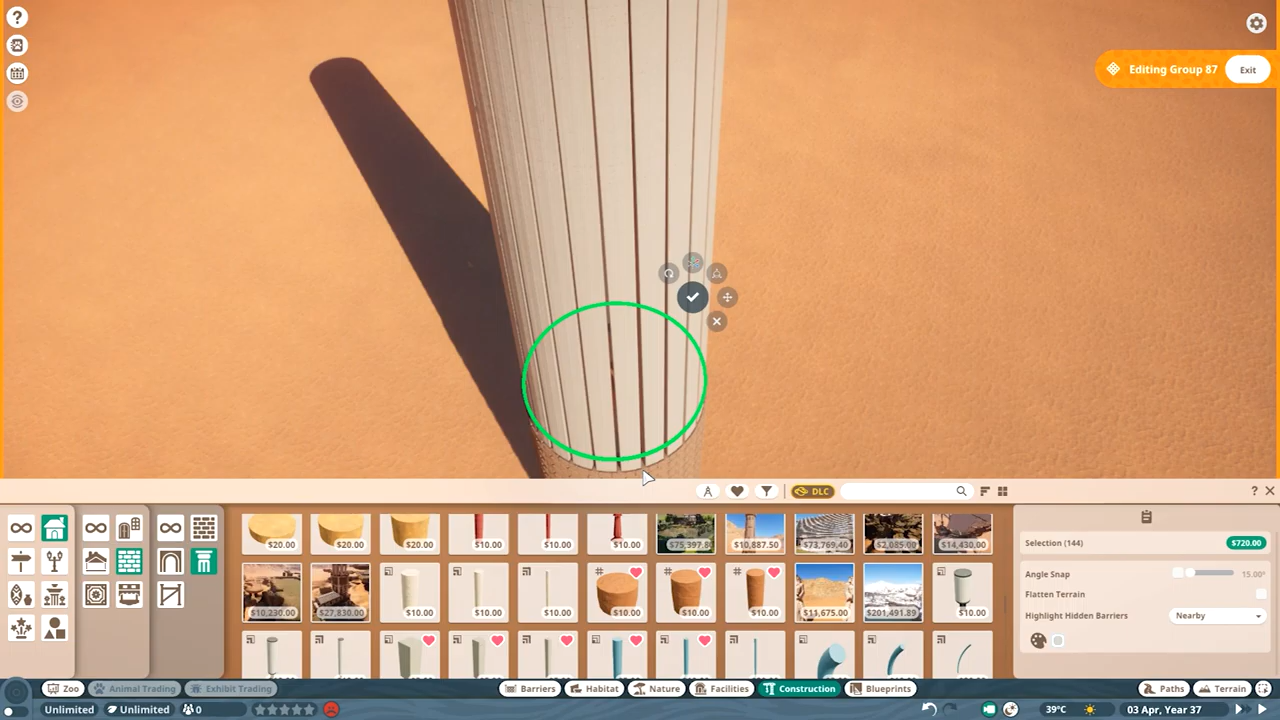 ?
Editing Group 87 Exit
DLC
? ×
$20.00 $20.00 $20.00 $10.00 $10.00 $10.00 $75,397.80 $10,887.50 $73,769.40 $2,085.00 $14,430.00
Selection (144) $720.00
Angle Snap 15.00°
Flatten Terrain
Highlight Hidden Barriers Nearby
$10,230.00 $27,830.00 $10.00 $10.00 $10.00 $10.00 $10.00 $10.00 $11,675.00 $201,491.89 $10.00
Zoo Animal Trading Exhibit Trading Barriers Habitat Nature Facilities Construction Blueprints Paths Terrain
Unlimited Unlimited 0 39°C 03 Apr, Year 37